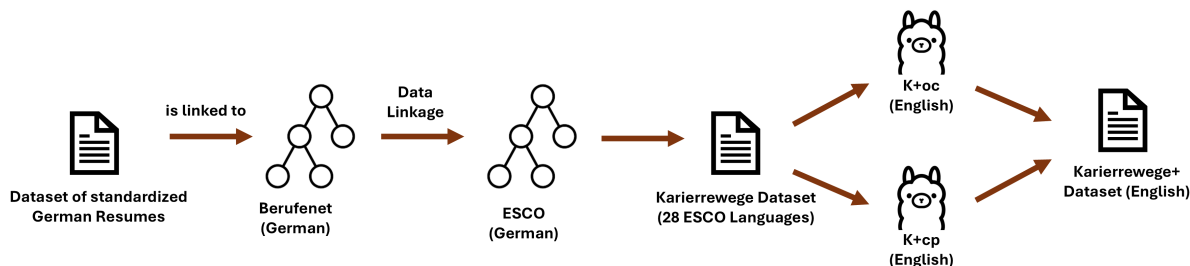 Dataset of standardized
German Resumes
is linked to
Berufenet
(German)
Data
Linkage
ESCO
(German)
Karierrewege Dataset
(28 ESCO Languages)
K+oc
(English)
K+cp
(English)
Karierrewege+
Dataset (English)